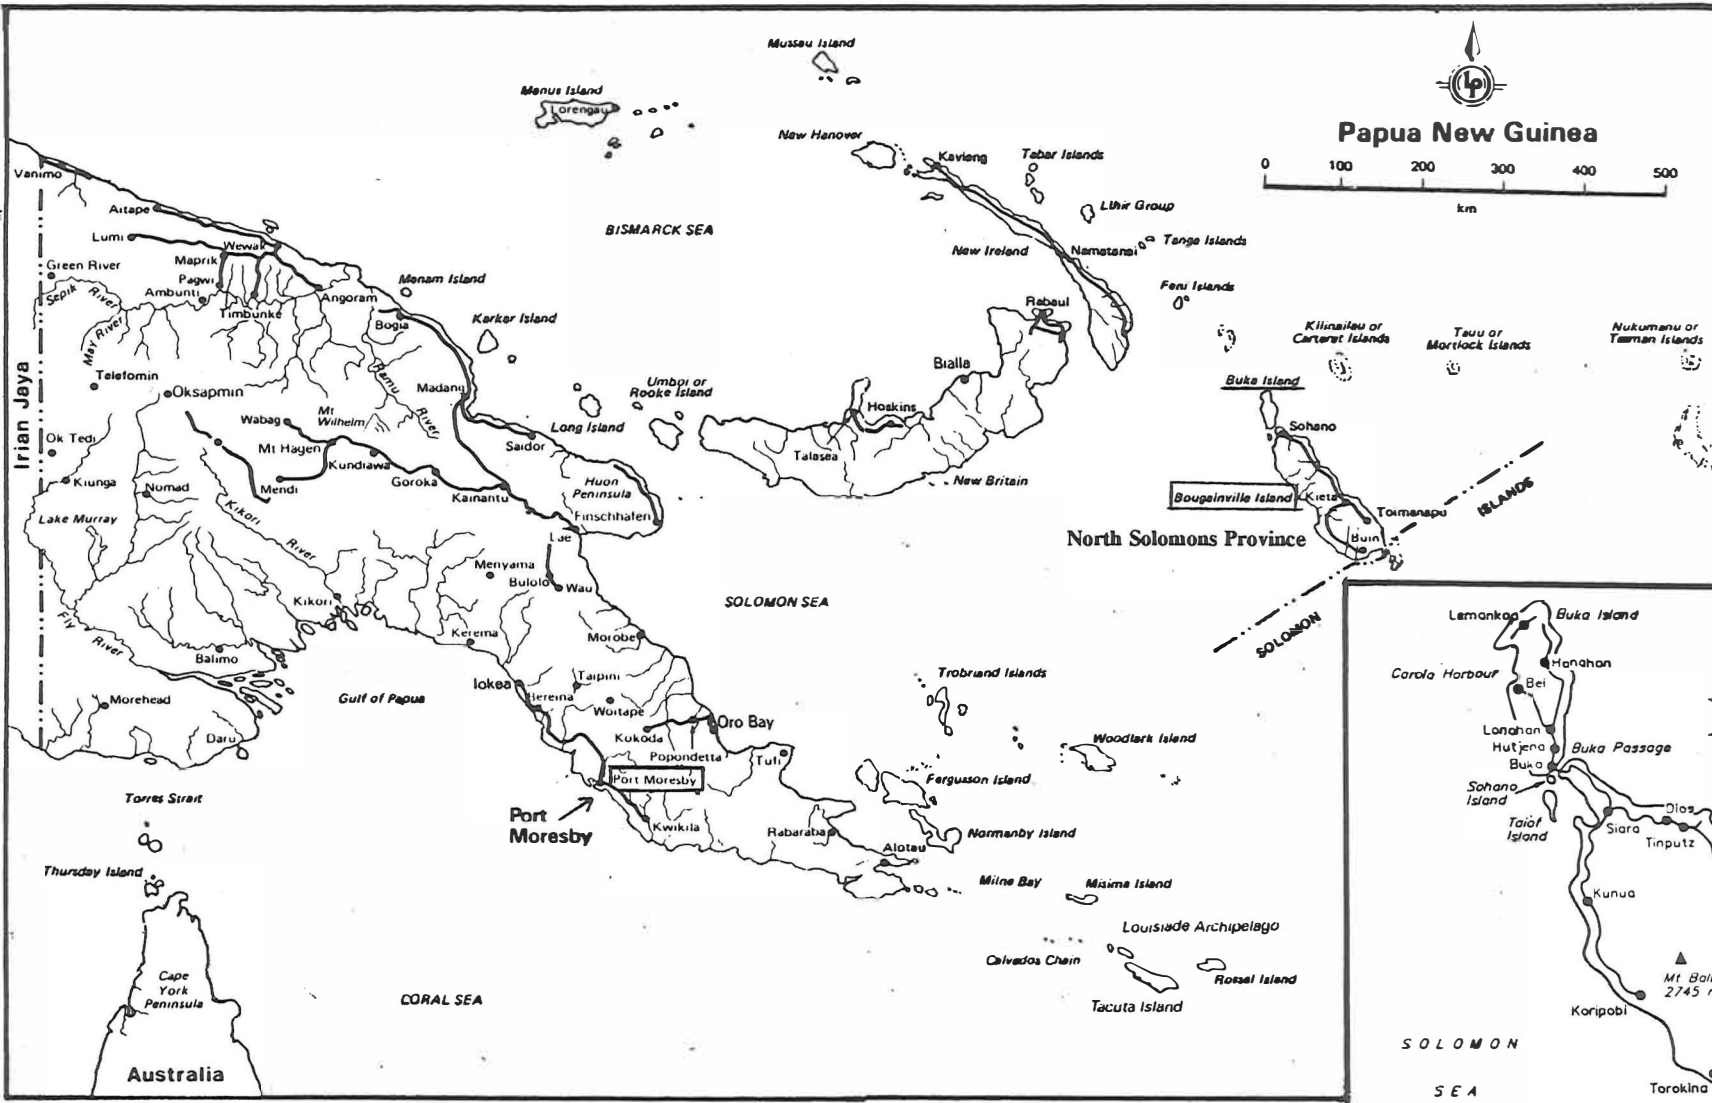 Mussau Island
Manus Island
Lorengau
New Hanover
Kavieng
Tabar Islands
Lihir Group
Tanga Islands
Namatanai
New Ireland
Feni Islands
BISMARCK SEA
LP
Papua New Guinea
0 100 200 300 400 500
km
Vanimo
Aitape
Lumi
Wewak
Maprik
Green River
Pagwi
Ambunti
Sepik River
Timbunke
Angoram
Manam Island
May River
Bogia
Karkar Island
Rabaul
Kilinailau or
Carteret Islands
Tauu or
Mortlock Islands
Nukumanu or
Tasman Islands
Irian Jaya
Telefomin
Oksapmin
Ramu River
Madang
Umboi or
Rooke Island
Bialla
Buka Island
Wabag
Mt
Wilhelm
Hoskins
Long Island
Sohano
Ok Tedi
Mt Hagen
Saidor
Talasea
Kundiawa
Kiunga
Nomad
Mendi
Goroka
Kainantu
Huon
Peninsula
New Britain
Bougainville Island
Kieta
Toimanapu
Lake Murray
Kikori River
Finschhafen
Lae
North Solomons Province
Buin
SOLOMON ISLANDS
Menyama
Bulolo
Wau
SOLOMON SEA
Kikori
Fly River
Kerema
Morobe
Balimo
Iokea
Taipini
Bereina
Woitape
Trobriand Islands
Morehead
Gulf of Papua
Daru
Kokoda
Oro Bay
Popondetta
Tufi
Woodlark Island
Port Moresby
Fergusson Island
Torres Strait
Port
Moresby
Kwikila
Rabaraba
Normanby Island
Alotau
Thursday Island
Milne Bay
Misima Island
Louisiade Archipelago
Calvados Chain
Rossel Island
Tacuta Island
Cape
York
Peninsula
CORAL SEA
Australia
Lemankoa
Buka Island
Hanahan
Carola Harbour
Bei
Lonahan
Hutjena
Buka Passage
Buka
Sohano
Island
Taiof
Island
Dios
Siara
Tinputz
Kunua
Mt Bal
2745 m
Koripobi
SOLOMON
SEA
Torokina